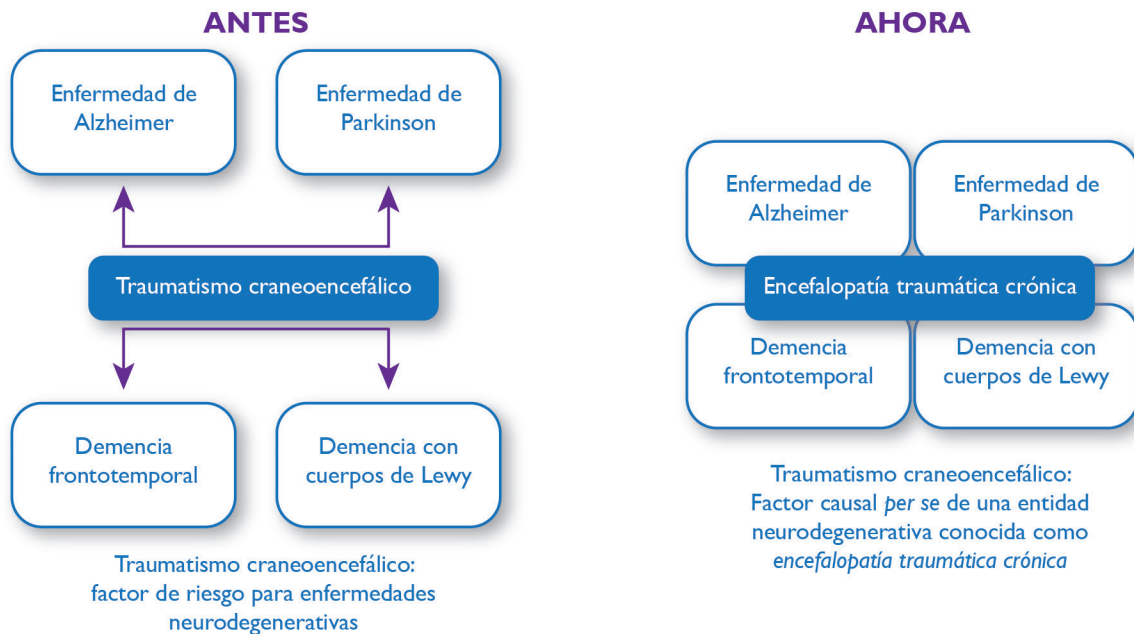 ANTES
Enfermedad de
Alzheimer
Enfermedad de
Parkinson
Traumatismo craneoencefálico
Demencia
frontotemporal
Demencia con
cuerpos de Lewy
Traumatismo craneoencefálico:
factor de riesgo para enfermedades
neurodegenerativas
AHORA
Enfermedad de
Alzheimer
Enfermedad de
Parkinson
Encefalopatía traumática crónica
Demencia
frontotemporal
Demencia con
cuerpos de Lewy
Traumatismo craneoencefálico:
Factor causal per se de una entidad
neurodegenerativa conocida como
encefalopatía traumática crónica